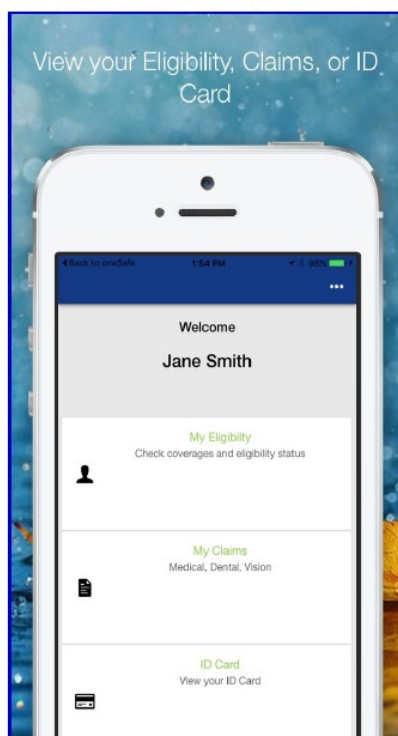 View your Eligibility, Claims, or ID
Card
Back to oneSafe 1:54 PM 96%
Welcome
Jane Smith
My Eligibilty
Check coverages and eligibility status
My Claims
Medical, Dental, Vision
ID Card
View your ID Card